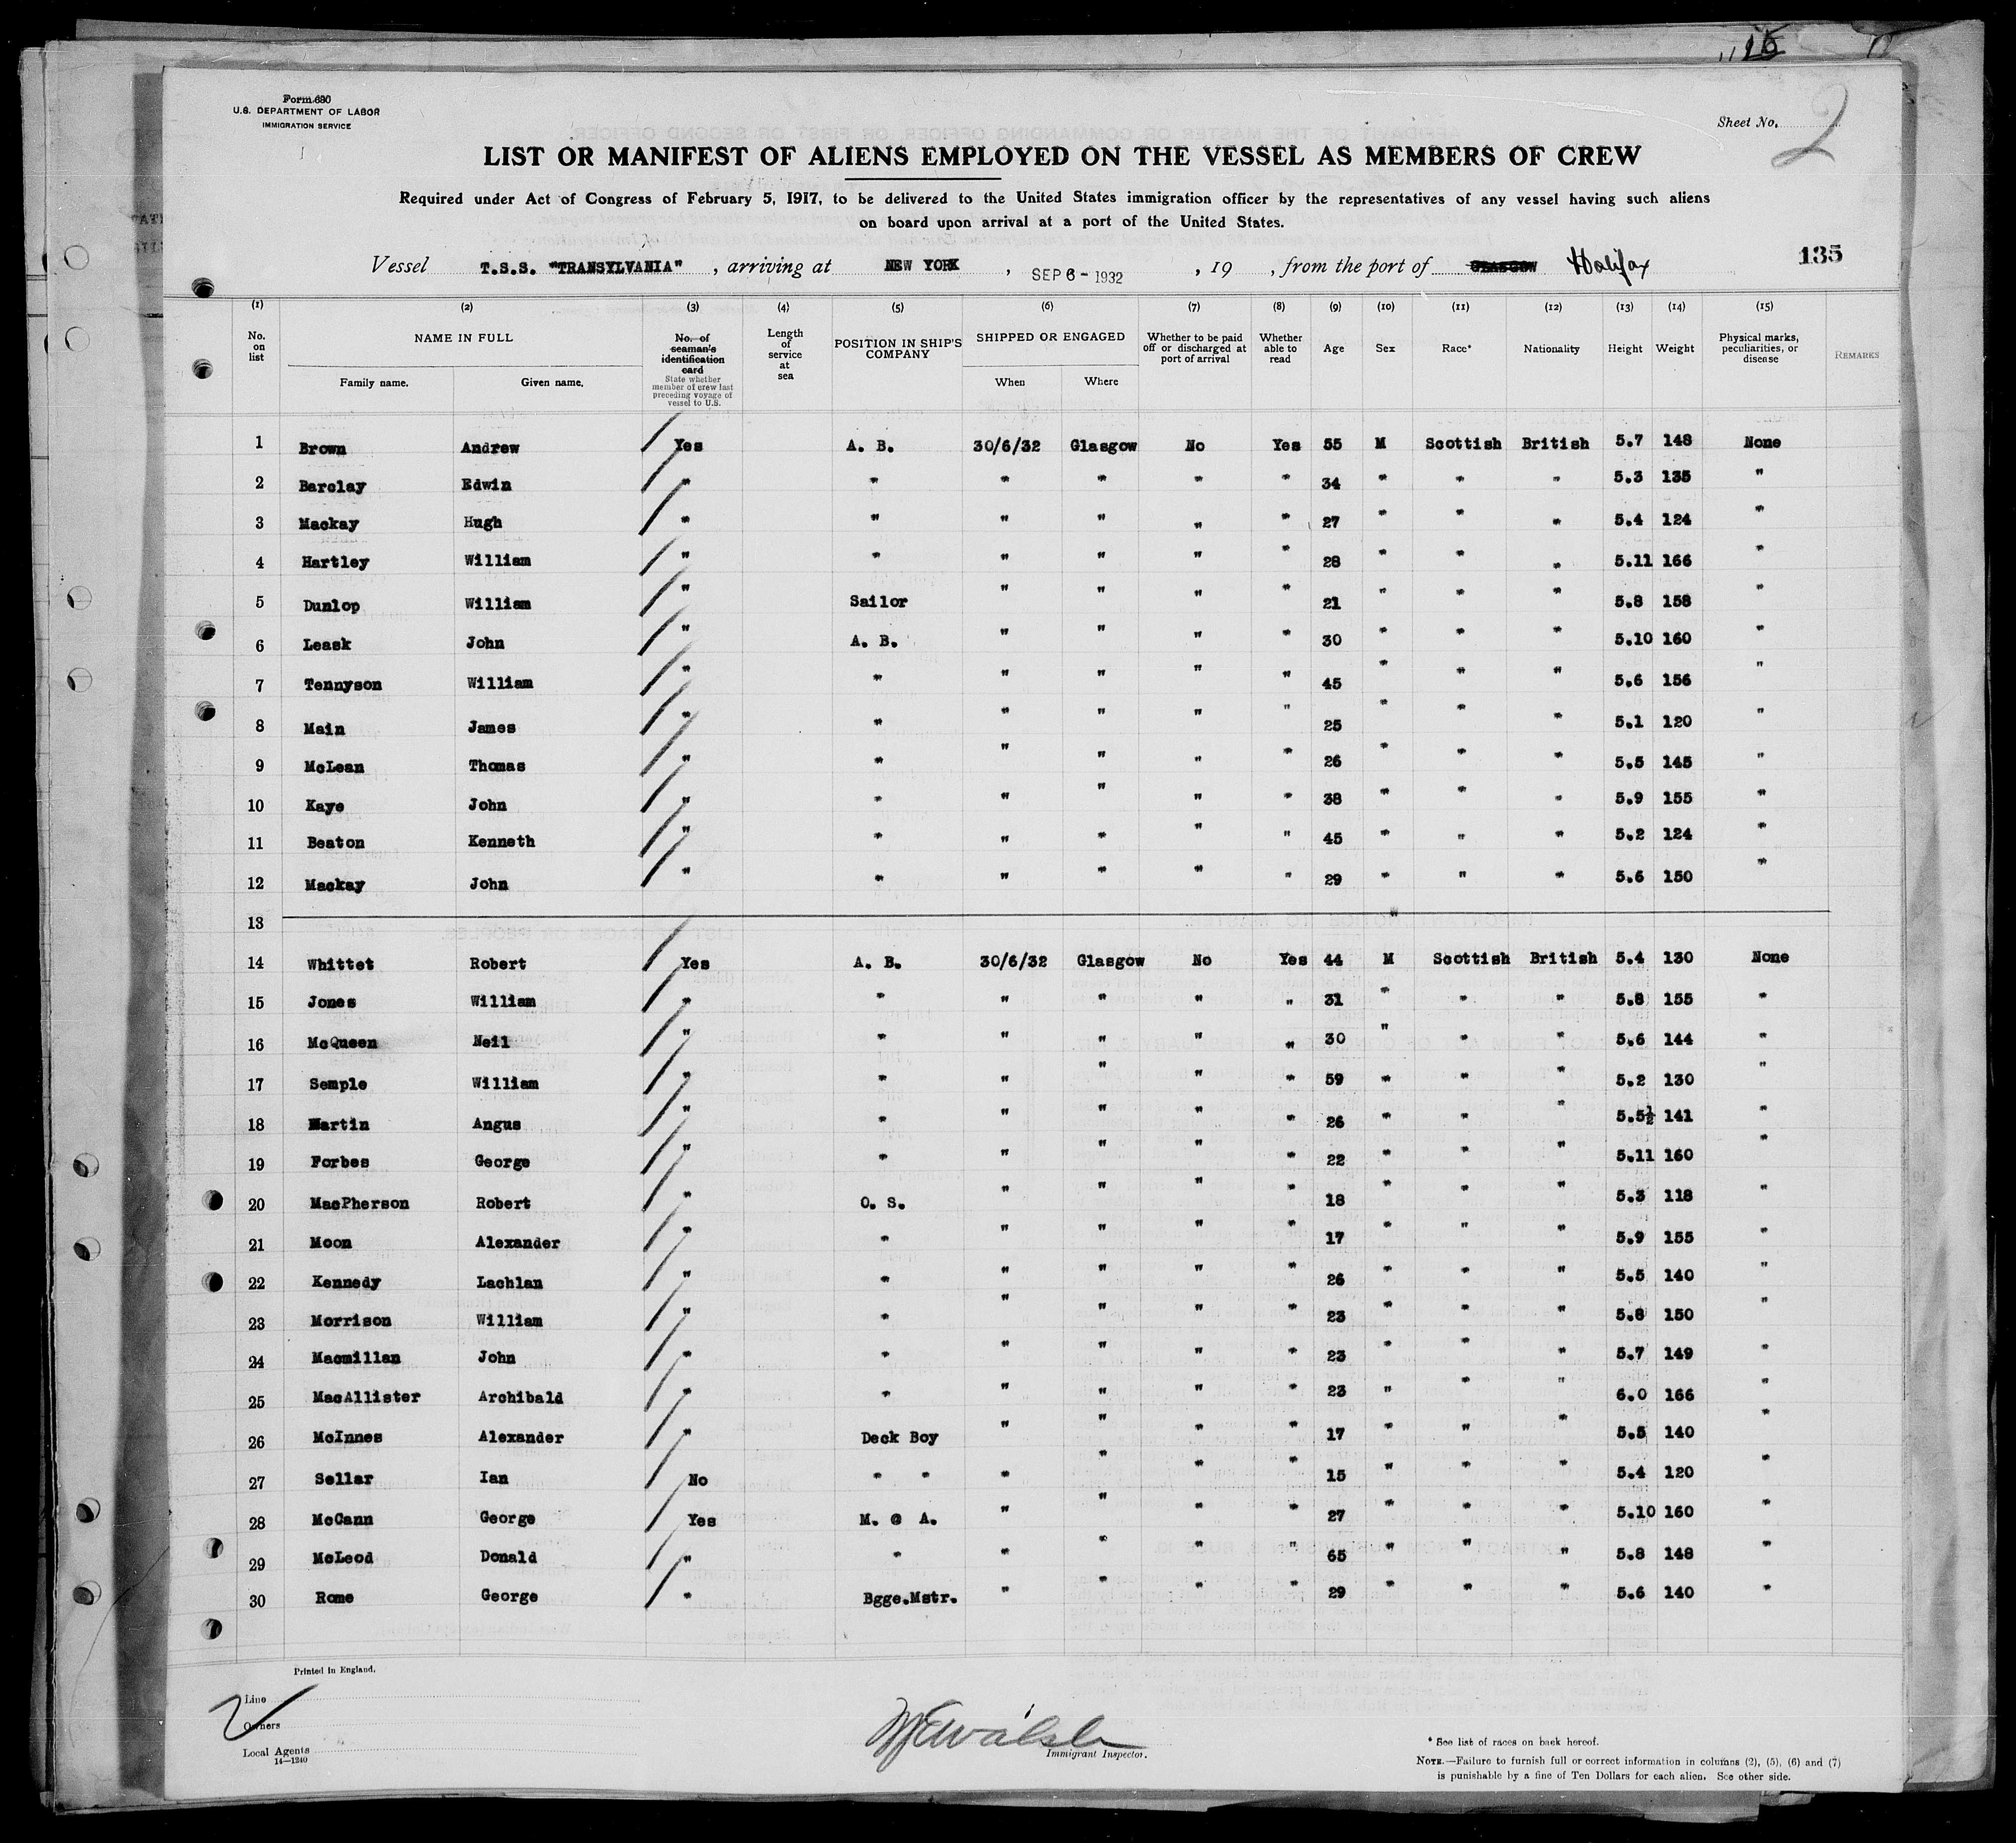 Form 680
U.S. DEPARTMENT OF LABOR
IMMIGRATION SERVICE
Sheet No. 2
LIST OR MANIFEST OF ALIENS EMPLOYED ON THE VESSEL AS MEMBERS OF CREW
Required under Act of Congress of February 5, 1917, to be delivered to the United States immigration officer by the representatives of any vessel having such aliens
on board upon arrival at a port of the United States.
Vessel T.S.S. "TRANSYLVANIA", arriving at NEW YORK, SEP 6 - 1932, 19 , from the port of GLASGOW Halifax 135
(1) (2) (3) (4) (5) (6) (7) (8) (9) (10) (11) (12) (13) (14) (15)
No. on list NAME IN FULL Family name. Given name. No. of seaman's identification card State whether member of crew last preceding voyage of vessel to U.S. Length of service at sea POSITION IN SHIP'S COMPANY SHIPPED OR ENGAGED When Where Whether to be paid off or discharged at port of arrival Whether able to read Age Sex Race* Nationality Height Weight Physical marks, peculiarities, or disease REMARKS
1 Brown Andrew Yes A. B. 30/6/32 Glasgow No Yes 55 M Scottish British 5.7 148 None
2 Barclay Edwin " " " " " " 34 " " " 5.3 135 "
3 Mackay Hugh " " " " " " 27 " " " 5.4 124 "
4 Hartley William " " " " " " 28 " " " 5.11 166 "
5 Dunlop William " Sailor " " " " 21 " " " 5.8 158 "
6 Leask John " A. B. " " " " 30 " " " 5.10 160 "
7 Tennyson William " " " " " " 45 " " " 5.6 156 "
8 Main James " " " " " " 25 " " " 5.1 120 "
9 McLean Thomas " " " " " " 26 " " " 5.5 145 "
10 Kaye John " " " " " " 38 " " " 5.9 155 "
11 Beaton Kenneth " " " " " " 45 " " " 5.2 124 "
12 Mackay John " " " " " " 29 " " " 5.6 150 "
13 "
14 Whittet Robert Yes A. B. 30/6/32 Glasgow No Yes 44 M Scottish British 5.4 130 None
15 Jones William " " " " " " 31 " " " 5.8 155 "
16 McQueen Neil " " " " " " 30 " " " 5.6 144 "
17 Semple William " " " " " " 59 " " " 5.2 130 "
18 Martin Angus " " " " " " 26 " " " 5.5½ 141 "
19 Forbes George " " " " " " 22 " " " 5.11 160 "
20 MacPherson Robert " O. S. " " " " 18 " " " 5.3 118 "
21 Moon Alexander " " " " " " 17 " " " 5.9 155 "
22 Kennedy Lachlan " " " " " " 26 " " " 5.5 140 "
23 Morrison William " " " " " " 23 " " " 5.8 150 "
24 Macmillan John " " " " " " 23 " " " 5.7 149 "
25 MacAllister Archibald " " " " " " 23 " " " 6.0 166 "
26 McInnes Alexander " Deck Boy " " " " 17 " " " 5.5 140 "
27 Sellar Ian No " " " " " " 15 " " " 5.4 120 "
28 McCann George Yes M. @ A. " " " " 27 " " " 5.10 160 "
29 McLeod Donald " " " " " " 65 " " " 5.8 148 "
30 Rome George " Bgge.Mstr. " " " " 29 " " " 5.6 140 "
Printed in England.
Line
Owners
Local Agents
14—1240
Immigrant Inspector.
* See list of races on back hereof.
NOTE.—Failure to furnish full or correct information in columns (2), (5), (6) and (7)
is punishable by a fine of Ten Dollars for each alien. See other side.